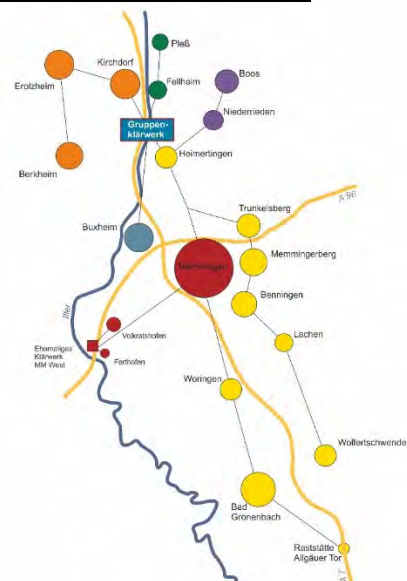 Pleß
Kirchdorf
Erolzheim
Fellheim
Boos
Niederrieden
Gruppen-
klärwerk
Heimertingen
Berkheim
Trunkelsberg
A 96
Buxheim
Memmingerberg
Memmingen
Benningen
Iller
Volkratshofen
Lachen
Ehemaliges
Klärwerk
MM West
Ferthofen
Woringen
Wolfertschwende
Bad
Grönenbach
Raststätte
Allgäuer Tor
A 7